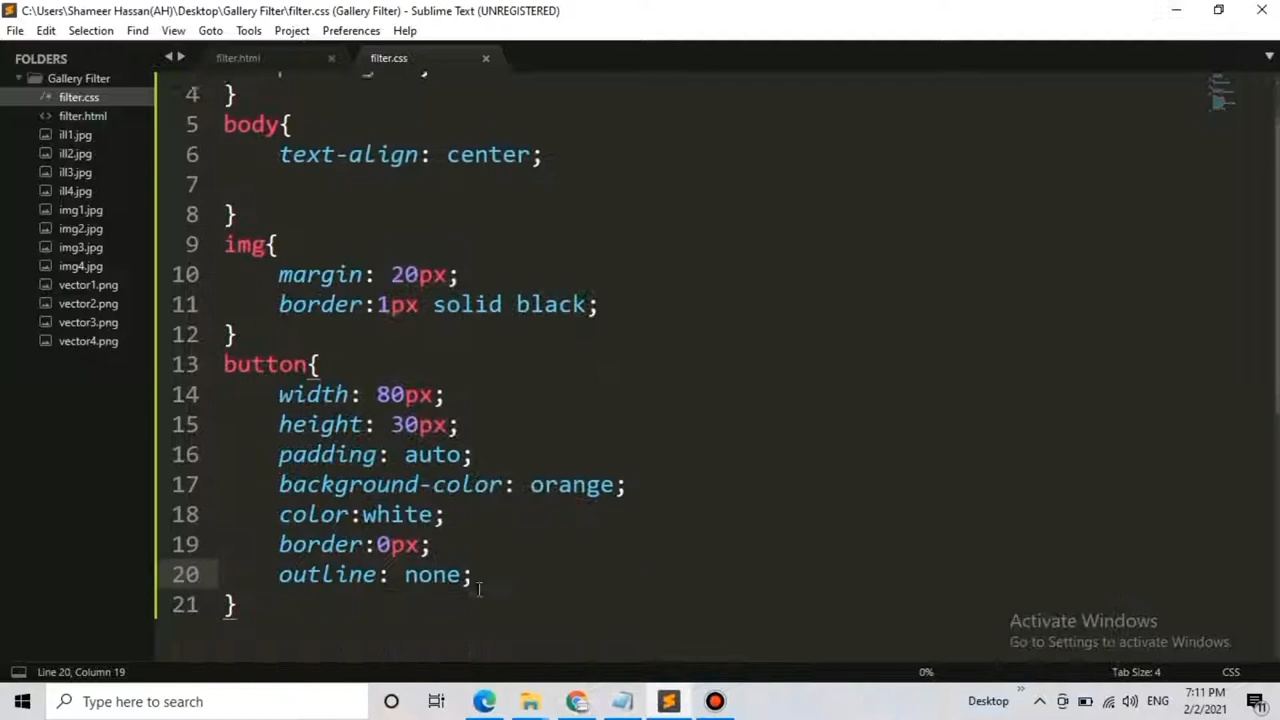 C:\Users\Shameer Hassan(AH)\Desktop\Gallery Filter\filter.css (Gallery Filter) - Sublime Text (UNREGISTERED)
File Edit Selection Find View Goto Tools Project Preferences Help
FOLDERS
Gallery Filter
filter.css
filter.html
ill1.jpg
ill2.jpg
ill3.jpg
ill4.jpg
img1.jpg
img2.jpg
img3.jpg
img4.jpg
vector1.png
vector2.png
vector3.png
vector4.png
filter.html filter.css
4 }
5 body{
6 text-align: center;
7
8 }
9 img{
10 margin: 20px;
11 border:1px solid black;
12 }
13 button{
14 width: 80px;
15 height: 30px;
16 padding: auto;
17 background-color: orange;
18 color:white;
19 border:0px;
20 outline: none;
21 }
Activate Windows
Go to Settings to activate Windows.
Line 20, Column 19 0% Tab Size: 4 CSS
Type here to search
Desktop ENG 7:11 PM
2/2/2021